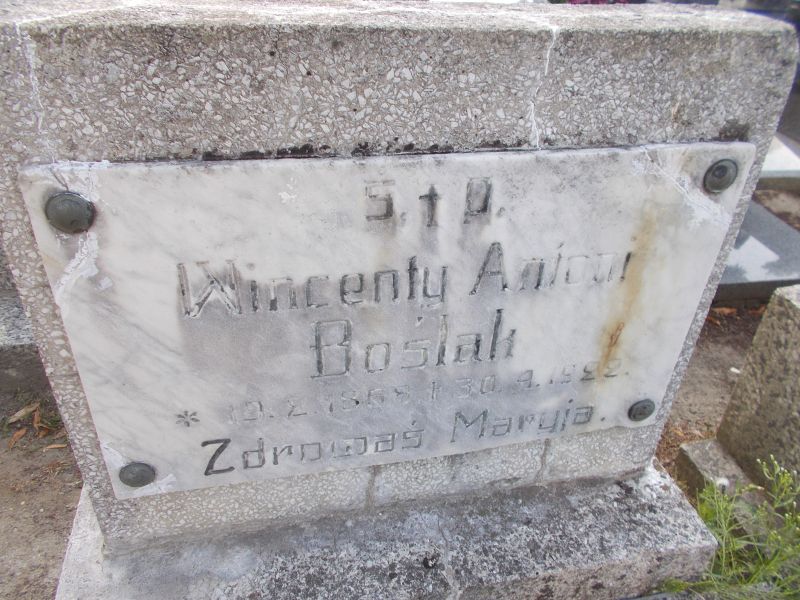 S. † P.
Wincenty Antoni
Boślak
Zdrowaś Maryja.